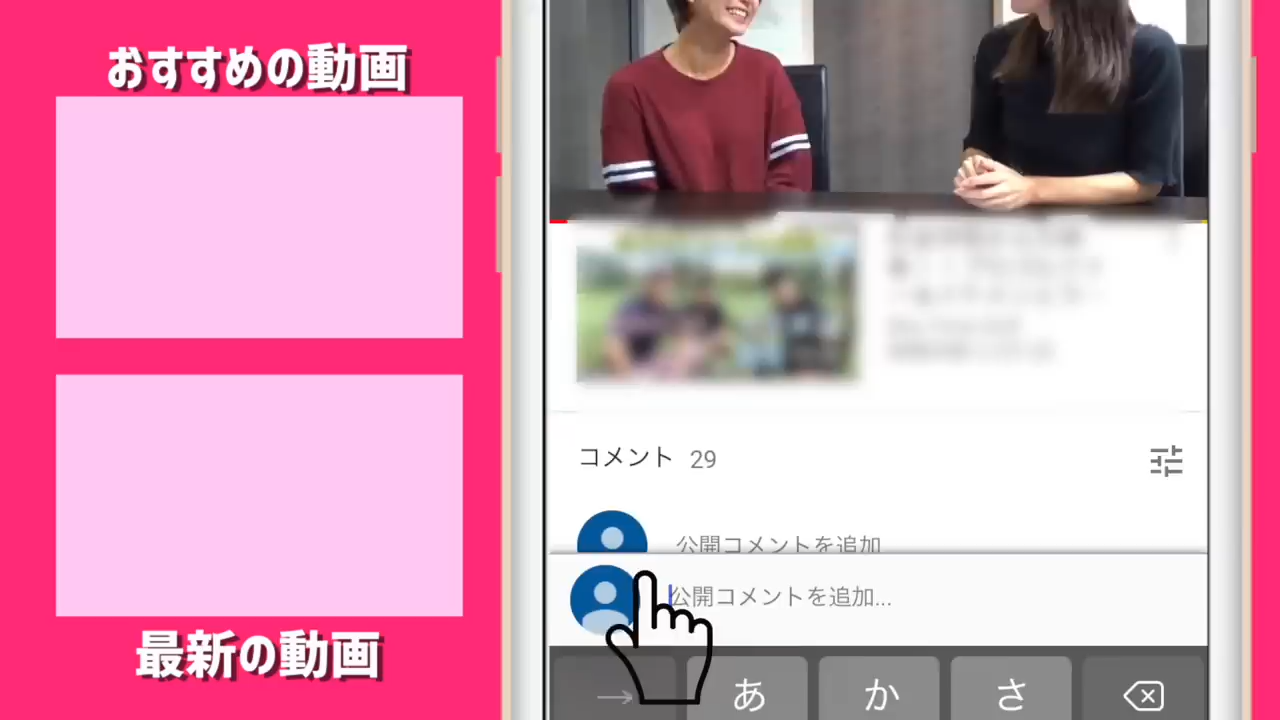 おすすめの動画
最新の動画
コメント 29
公開コメントを追加
公開コメントを追加...
→
あ
か
さ